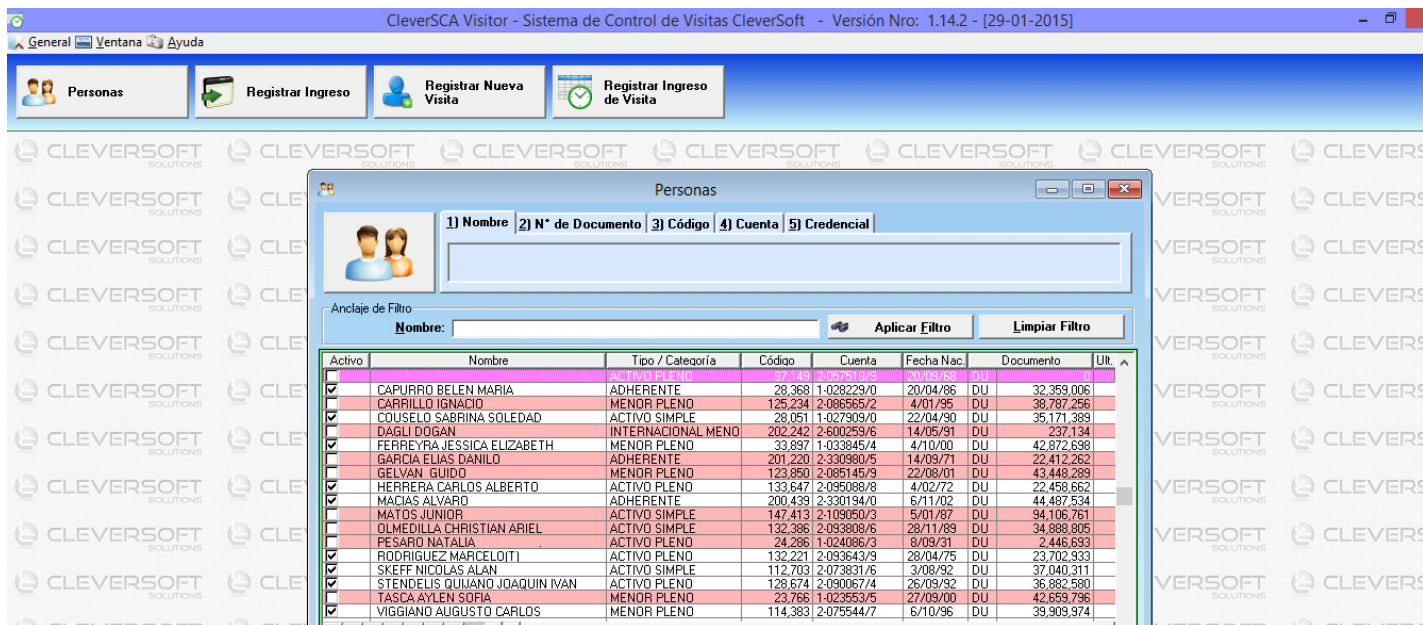 CleverSCA Visitor - Sistema de Control de Visitas CleverSoft - Versión Nro: 1.14.2 - [29-01-2015]
General Ventana Ayuda
Personas Registrar Ingreso Registrar Nueva Visita Registrar Ingreso de Visita
CLEVERSOFT SOLUTIONS
Personas
1) Nombre 2) N° de Documento 3) Código 4) Cuenta 5) Credencial
Anclaje de Filtro
Nombre: Aplicar Filtro Limpiar Filtro
Activo Nombre Tipo / Categoría Código Cuenta Fecha Nac. Documento Ult.
ACTIVO PLENO 97,149 2-057518/9 20/09/68 DU 0
CAPURRO BELEN MARIA ADHERENTE 28,368 1-028229/0 20/04/86 DU 32,359,006
CARRILLO IGNACIO MENOR PLENO 125,234 2-086565/2 4/01/95 DU 38,787,256
COUSELO SABRINA SOLEDAD ACTIVO SIMPLE 28,051 1-027909/0 22/04/90 DU 35,171,389
DAGLI DOGAN INTERNACIONAL MENO 202,242 2-600259/6 14/05/91 DU 237,134
FERREYRA JESSICA ELIZABETH MENOR PLENO 33,897 1-033845/4 4/10/00 DU 42,872,698
GARCIA ELIAS DANILO ADHERENTE 201,220 2-330980/5 14/09/71 DU 22,412,262
GELVAN GUIDO MENOR PLENO 123,850 2-085145/9 22/08/01 DU 43,448,289
HERRERA CARLOS ALBERTO ACTIVO PLENO 133,647 2-095088/8 4/02/72 DU 22,458,662
MACIAS ALVARO ADHERENTE 200,439 2-330194/0 6/11/02 DU 44,487,534
MATOS JUNIOR ACTIVO SIMPLE 147,413 2-109050/3 5/01/87 DU 94,106,761
OLMEDILLA CHRISTIAN ARIEL ACTIVO SIMPLE 132,386 2-093808/6 28/11/89 DU 34,888,805
PESARO NATALIA . ACTIVO PLENO 24,286 1-024086/3 8/09/31 DU 2,446,693
RODRIGUEZ MARCELO(T) ACTIVO PLENO 132,221 2-093643/9 28/04/75 DU 23,702,933
SKEFF NICOLAS ALAN ACTIVO SIMPLE 112,703 2-073831/6 3/08/92 DU 37,040,311
STENDELIS QUIJANO JOAQUIN IVAN ACTIVO PLENO 128,674 2-090067/4 26/09/92 DU 36,882,580
TASCA AYLEN SOFIA MENOR PLENO 23,766 1-023553/5 27/09/00 DU 42,659,796
VIGGIANO AUGUSTO CARLOS MENOR PLENO 114,383 2-075544/7 6/10/96 DU 39,909,974